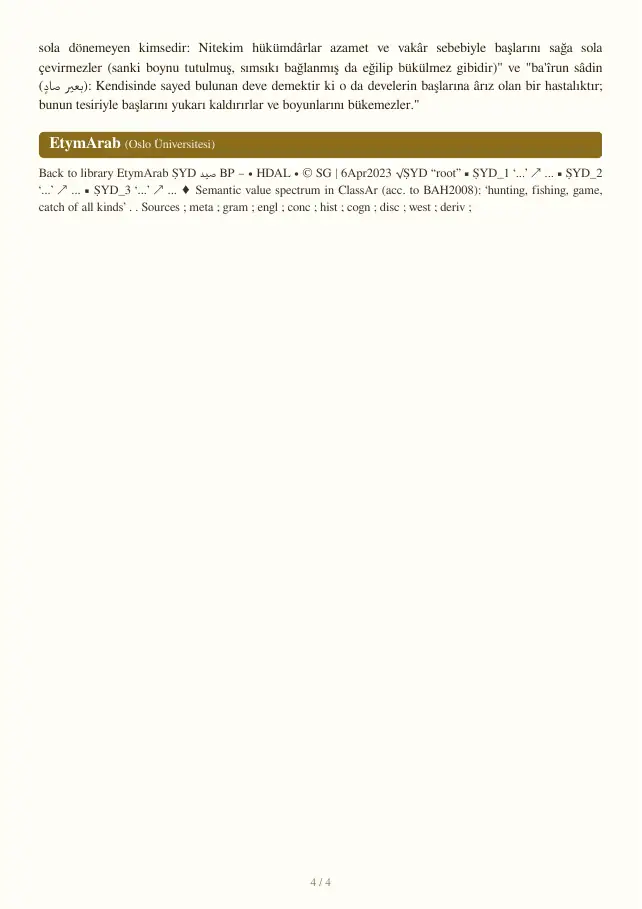 sola dönemeyen kimsedir: Nitekim hükümdârlar azamet ve vakâr sebebiyle başlarını sağa sola
çevirmezler (sanki boynu tutulmuş, sımsıkı bağlanmış da eğilip bükülmez gibidir)" ve "ba'îrun sâdin
(بعير صادٍ): Kendisinde sayed bulunan deve demektir ki o da develerin başlarına ârız olan bir hastalıktır;
bunun tesiriyle başlarını yukarı kaldırırlar ve boyunlarını bükemezler."
EtymArab (Oslo Üniversitesi)
Back to library EtymArab ṢYD صيد BP – • HDAL • © SG | 6Apr2023 √ṢYD “root” ▪ ṢYD_1 ‘...’ ↗ ... ▪ ṢYD_2
‘...’ ↗ ... ▪ ṢYD_3 ‘...’ ↗ ... ♦ Semantic value spectrum in ClassAr (acc. to BAH2008): ‘hunting, fishing, game,
catch of all kinds’ . . Sources ; meta ; gram ; engl ; conc ; hist ; cogn ; disc ; west ; deriv ;
4 / 4